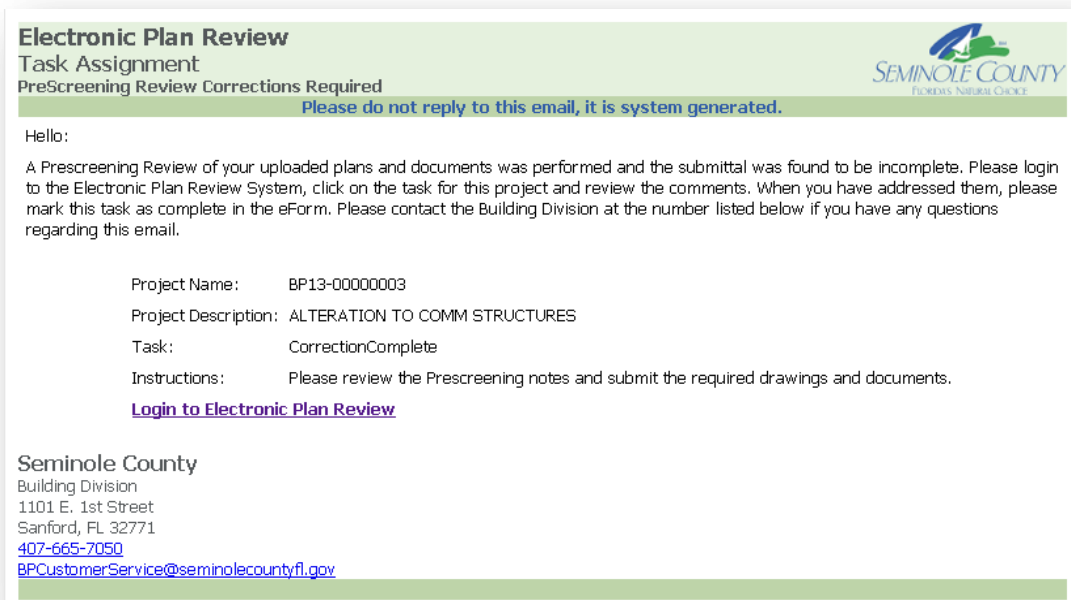 Electronic Plan Review
Task Assignment
PreScreening Review Corrections Required
SEMINOLE COUNTY
FLORIDA'S NATURAL CHOICE
Please do not reply to this email, it is system generated.
Hello:
A Prescreening Review of your uploaded plans and documents was performed and the submittal was found to be incomplete. Please login
to the Electronic Plan Review System, click on the task for this project and review the comments. When you have addressed them, please
mark this task as complete in the eForm. Please contact the Building Division at the number listed below if you have any questions
regarding this email.
Project Name: BP13-00000003
Project Description: ALTERATION TO COMM STRUCTURES
Task: CorrectionComplete
Instructions: Please review the Prescreening notes and submit the required drawings and documents.
Login to Electronic Plan Review
Seminole County
Building Division
1101 E. 1st Street
Sanford, FL 32771
407-665-7050
BPCustomerService@seminolecountyfl.gov